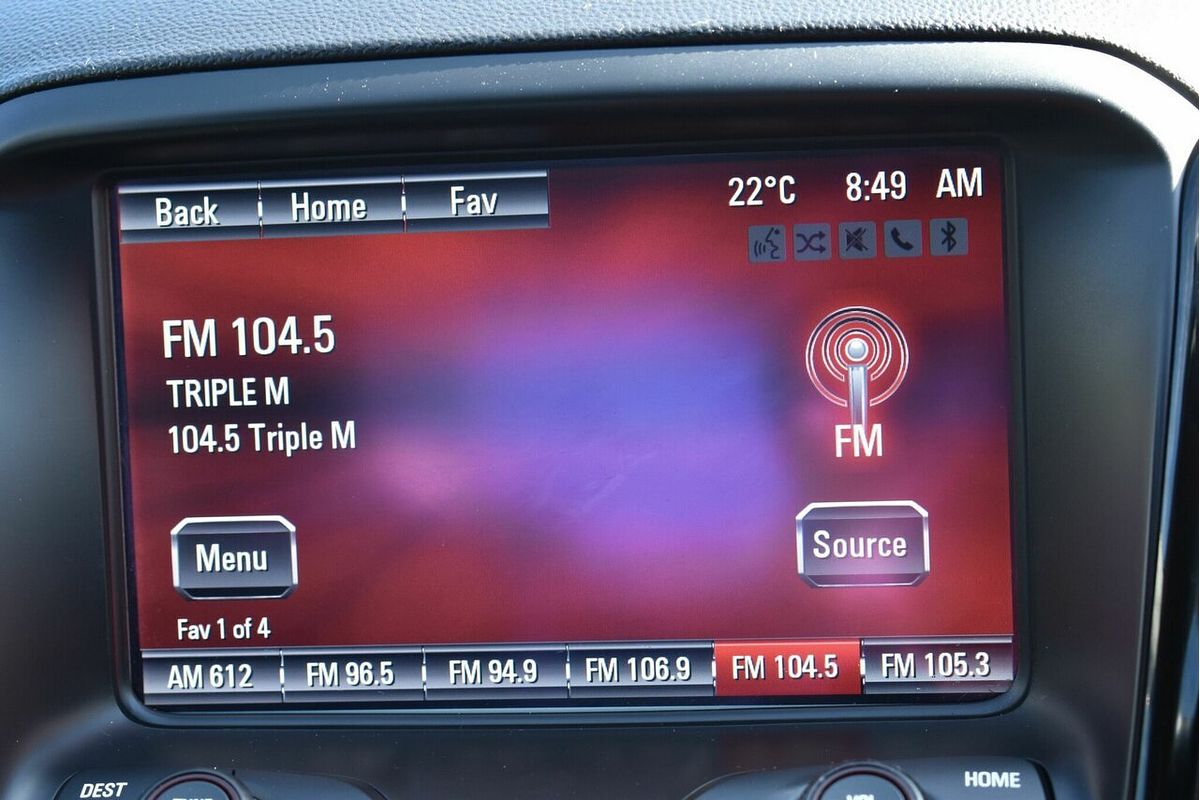 Back Home Fav 22°C 8:49 AM
FM 104.5
TRIPLE M
104.5 Triple M
FM
Menu Source
Fav 1 of 4
AM 612 FM 96.5 FM 94.9 FM 106.9 FM 104.5 FM 105.3
DEST HOME